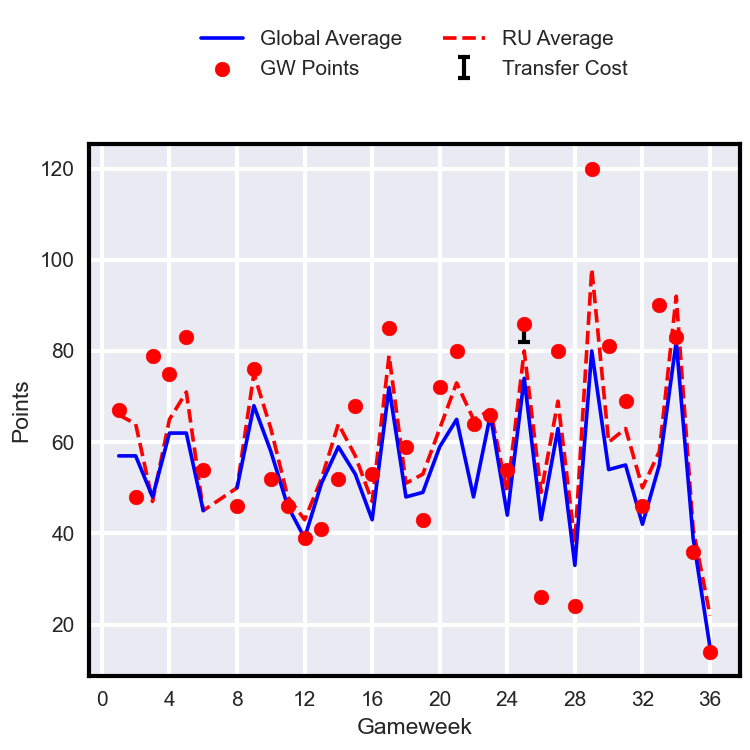 Global Average
RU Average
GW Points
Transfer Cost
120
100
80
60
40
20
Points
0 4 8 12 16 20 24 28 32 36
Gameweek